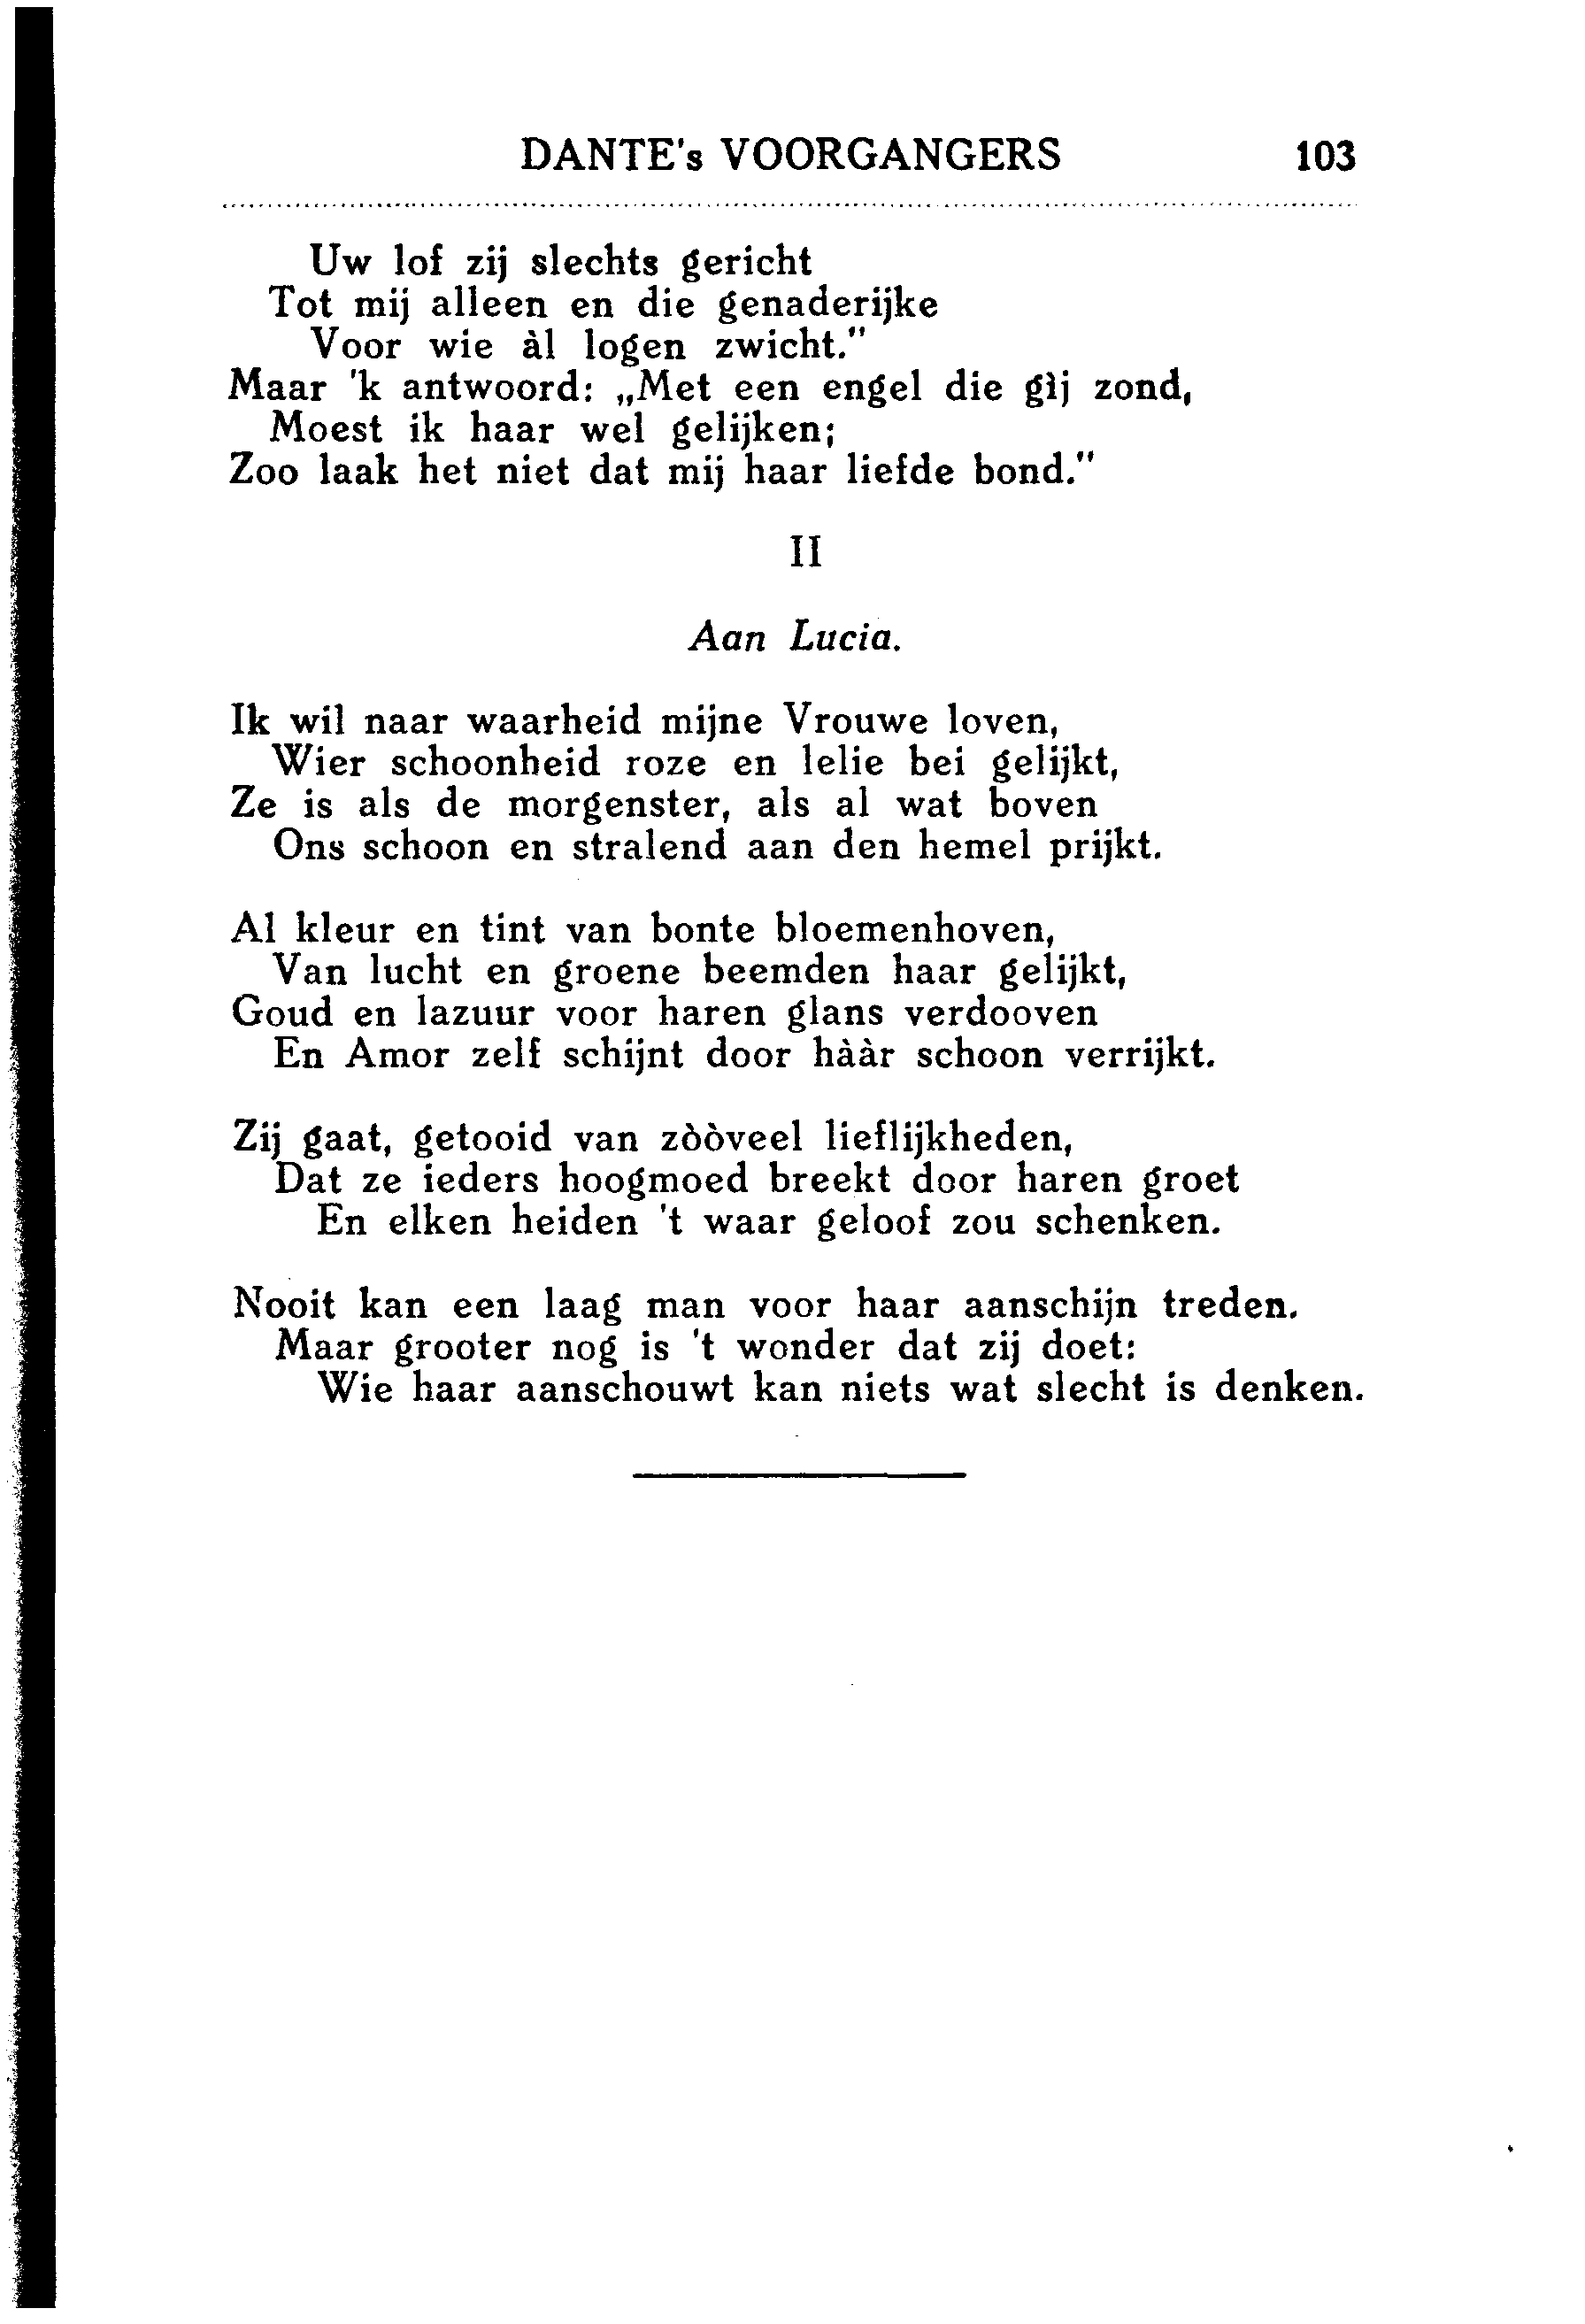 DANTE's VOORGANGERS 103
Uw lof zij slechts gericht
Tot mij alleen en die genaderijke
Voor wie àl logen zwicht."
Maar 'k antwoord: „Met een engel die gij zond,
Moest ik haar wel gelijken;
Zoo laak het niet dat mij haar liefde bond."
II
Aan Lucia.
Ik wil naar waarheid mijne Vrouwe loven,
Wier schoonheid roze en lelie bei gelijkt,
Ze is als de morgenster, als al wat boven
Ons schoon en stralend aan den hemel prijkt.
Al kleur en tint van bonte bloemenhoven,
Van lucht en groene beemden haar gelijkt,
Goud en lazuur voor haren glans verdooven
En Amor zelf schijnt door hààr schoon verrijkt.
Zij gaat, getooid van zòòveel lieflijkheden,
Dat ze ieders hoogmoed breekt door haren groet
En elken heiden 't waar geloof zou schenken.
Nooit kan een laag man voor haar aanschijn treden.
Maar grooter nog is 't wonder dat zij doet:
Wie haar aanschouwt kan niets wat slecht is denken.